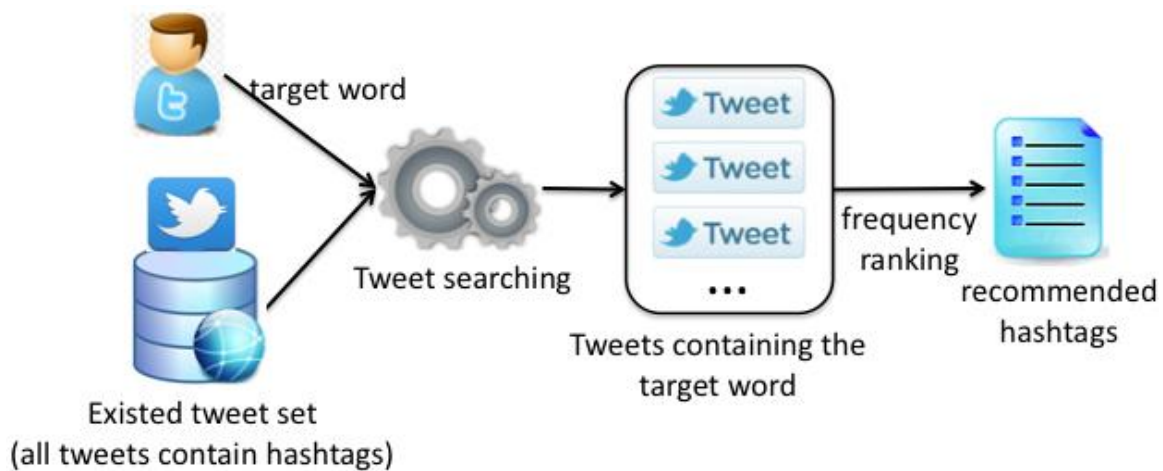 target word
Tweet searching
Existed tweet set
(all tweets contain hashtags)
Tweet
Tweet
Tweet
...
Tweets containing the
target word
frequency
ranking
recommended
hashtags